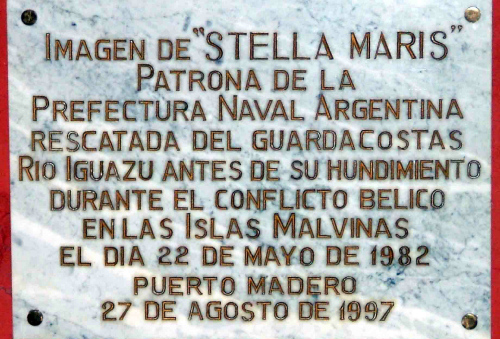 IMAGEN DE "STELLA MARIS"
PATRONA DE LA
PREFECTURA NAVAL ARGENTINA
RESCATADA DEL GUARDACOSTAS
RIO IGUAZU ANTES DE SU HUNDIMIENTO
DURANTE EL CONFLICTO BELICO
EN LAS ISLAS MALVINAS
EL DIA 22 DE MAYO DE 1982
PUERTO MADERO
27 DE AGOSTO DE 1997